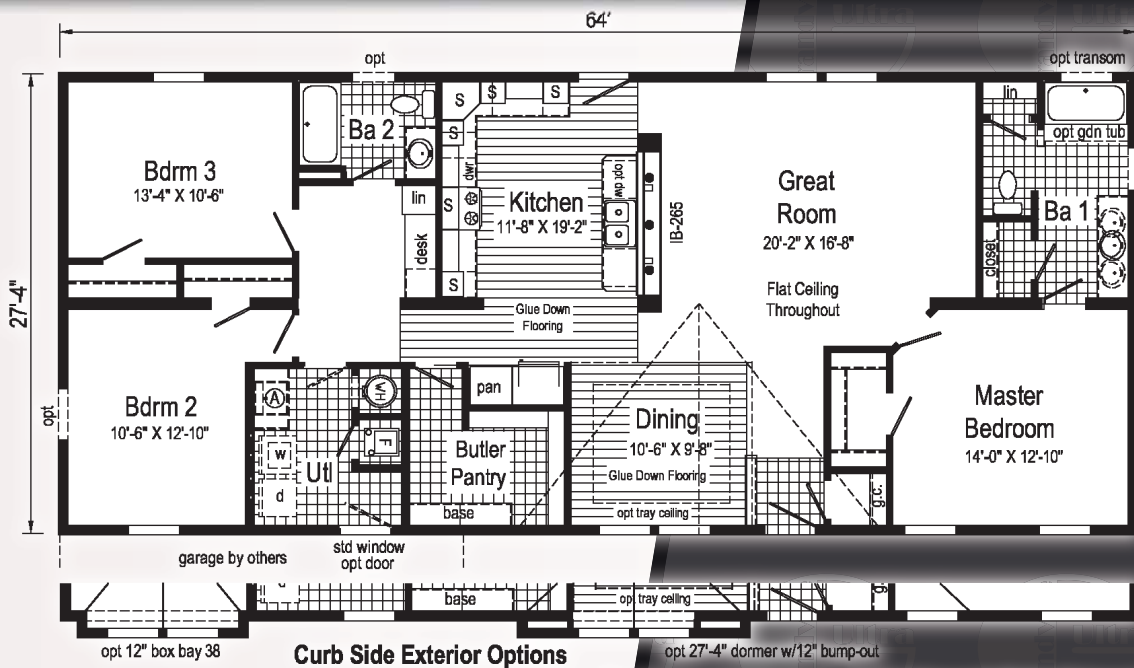 64'
opt
opt transom
27'-4"
Bdrm 3
13'-4" X 10'-6"
Ba 2
lin
desk
S
S
S
S
S
S
dwr
Kitchen
11'-8" X 19'-2"
opt dw
IB-265
Great
Room
20'-2" X 16'-8"
Flat Ceiling
Throughout
lin
opt gdn tub
Ba 1
closet
Glue Down
Flooring
opt
Bdrm 2
10'-6" X 12'-10"
A
WH
F
w
d
Utl
pan
Butler
Pantry
base
Dining
10'-6" X 9'-8"
Glue Down Flooring
opt tray ceiling
g.c.
Master
Bedroom
14'-0" X 12'-10"
garage by others
std window
opt door
base
opt tray ceiling
opt 12" box bay 38
Curb Side Exterior Options
opt 27'-4" dormer w/12" bump-out